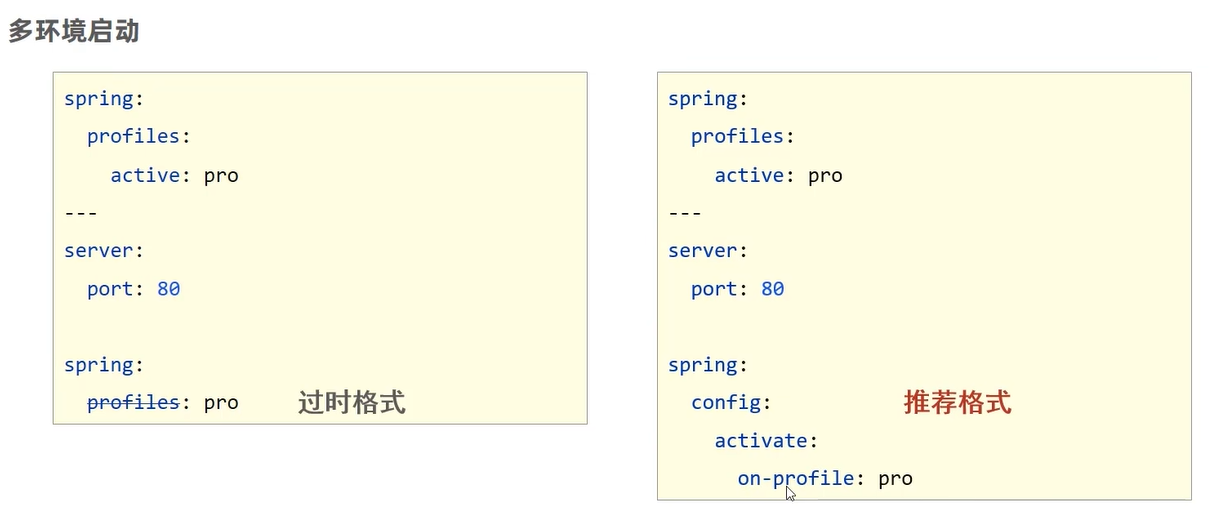 多环境启动
spring:
  profiles:
    active: pro
---
server:
  port: 80

spring:
  profiles: pro
过时格式
spring:
  profiles:
    active: pro
---
server:
  port: 80

spring:
  config:
推荐格式
    activate:
      on-profile: pro